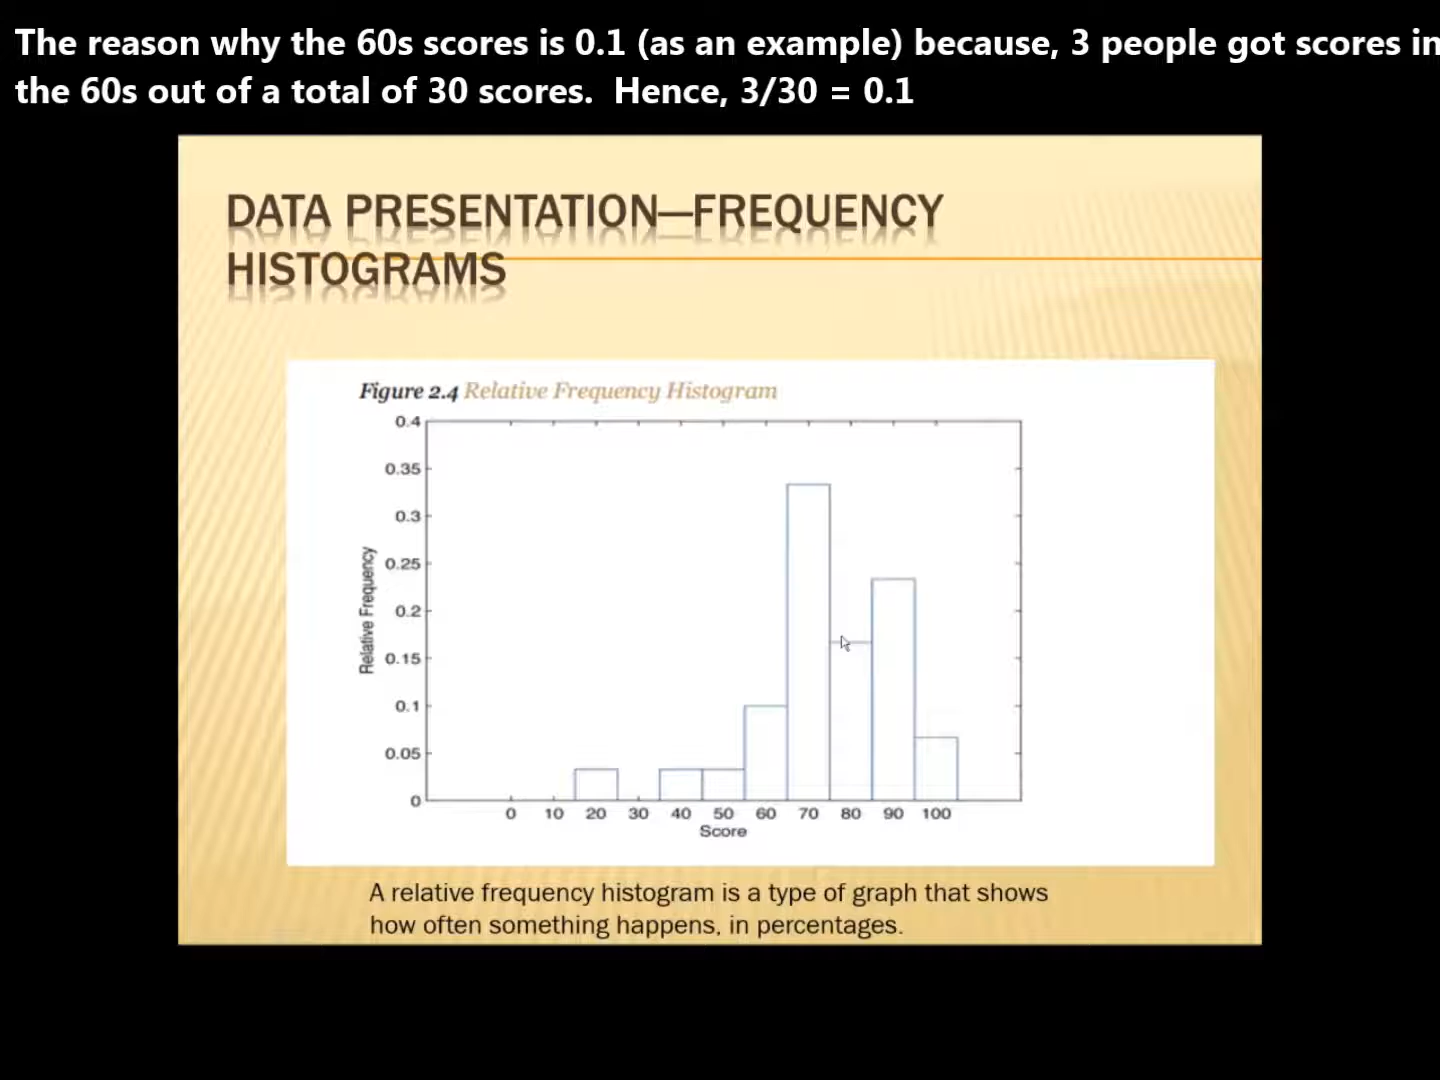 The reason why the 60s scores is 0.1 (as an example) because, 3 people got scores in
the 60s out of a total of 30 scores.  Hence, 3/30 = 0.1
DATA PRESENTATION—FREQUENCY
HISTOGRAMS
Figure 2.4 Relative Frequency Histogram
0.4
0.35
0.3
0.25
0.2
0.15
0.1
0.05
0
Relative Frequency
0 10 20 30 40 50 60 70 80 90 100
Score
A relative frequency histogram is a type of graph that shows
how often something happens, in percentages.